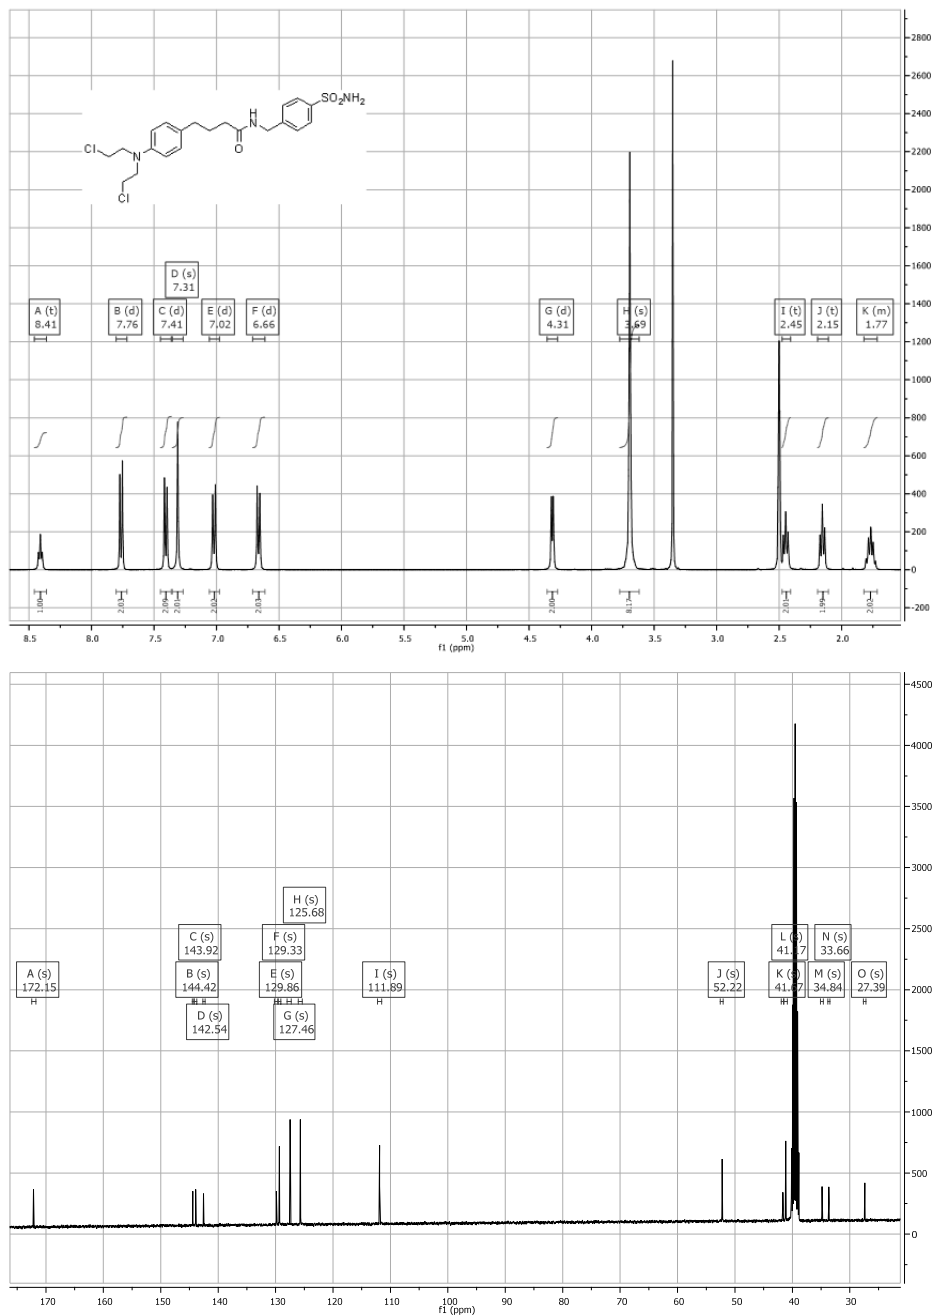 2800
2600
2400
2200
2000
1800
1600
1400
1200
1000
800
600
400
200
0
-200
SO₂NH₂
H
N
O
Cl
N
Cl
D (s)
7.31
A (t)
8.41
B (d)
7.76
C (d)
7.41
E (d)
7.02
F (d)
6.66
G (d)
4.31
H (s)
3.69
I (t)
2.45
J (t)
2.15
K (m)
1.77
1.00
2.03
2.09
2.01
2.02
2.03
2.00
8.17
2.01
1.99
2.02
8.5 8.0 7.5 7.0 6.5 6.0 5.5 5.0 4.5 4.0 3.5 3.0 2.5 2.0
f1 (ppm)
4500
4000
3500
3000
2500
2000
1500
1000
500
0
H (s)
125.68
C (s)
143.92
F (s)
129.33
L (s)
41.17
N (s)
33.66
A (s)
172.15
B (s)
144.42
E (s)
129.86
I (s)
111.89
J (s)
52.22
K (s)
41.67
M (s)
34.84
O (s)
27.39
D (s)
142.54
G (s)
127.46
170 160 150 140 130 120 110 100 90 80 70 60 50 40 30
f1 (ppm)